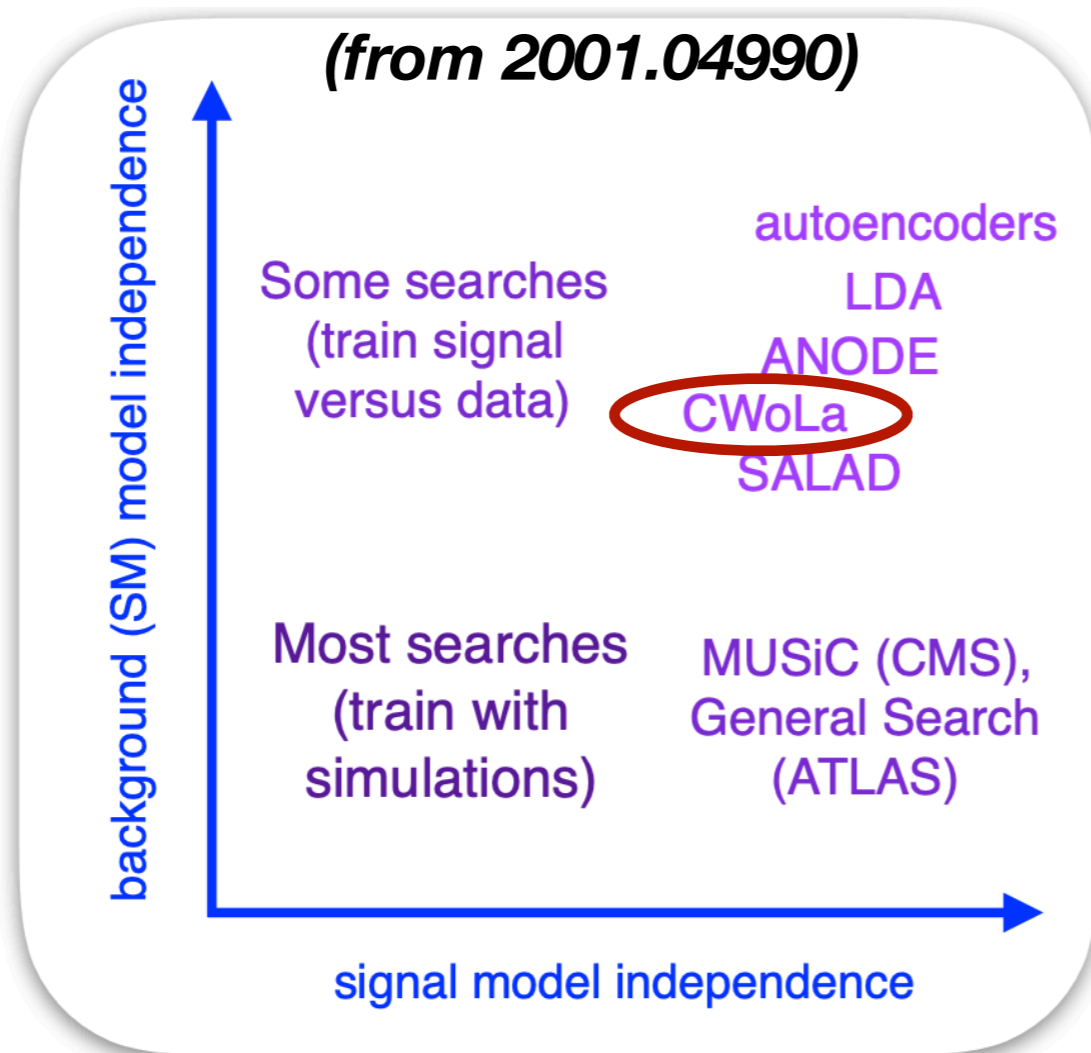 (from 2001.04990)
background (SM) model independence
autoencoders
Some searches
(train signal
versus data)
LDA
ANODE
CWoLa
SALAD
Most searches
(train with
simulations)
MUSiC (CMS),
General Search
(ATLAS)
signal model independence